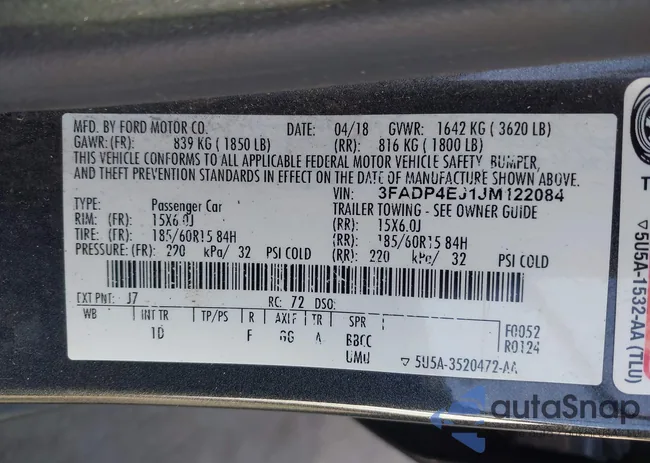 MFD. BY FORD MOTOR CO. DATE: 04/18 GVWR: 1642 KG ( 3620 LB)
GAWR: (FR): 839 KG ( 1850 LB) (RR): 816 KG ( 1800 LB)
THIS VEHICLE CONFORMS TO ALL APPLICABLE FEDERAL MOTOR VEHICLE SAFETY, BUMPER,
AND THEFT PREVENTION STANDARDS IN EFFECT ON THE DATE OF MANUFACTURE SHOWN ABOVE.
VIN: 3FADP4EJ1JM122084
TYPE: Passenger Car TRAILER TOWING - SEE OWNER GUIDE
RIM: (FR): 15X6.0J (RR): 15X6.0J
TIRE: (FR): 185/60R15 84H (RR): 185/60R15 84H
PRESSURE: (FR): 220 kPa/ 32 PSI COLD (RR): 220 kPa/ 32 PSI COLD
EXT PNT: J7 RC: 72 DSO:
WB INT TR TP/PS R AXLE TR SPR
1D F GG A BBCC
UMU
F0052
R0124
▽ 5U5A-3520472-AA
T
▽ 5U5A-1532-AA (TLU)
autoSnap